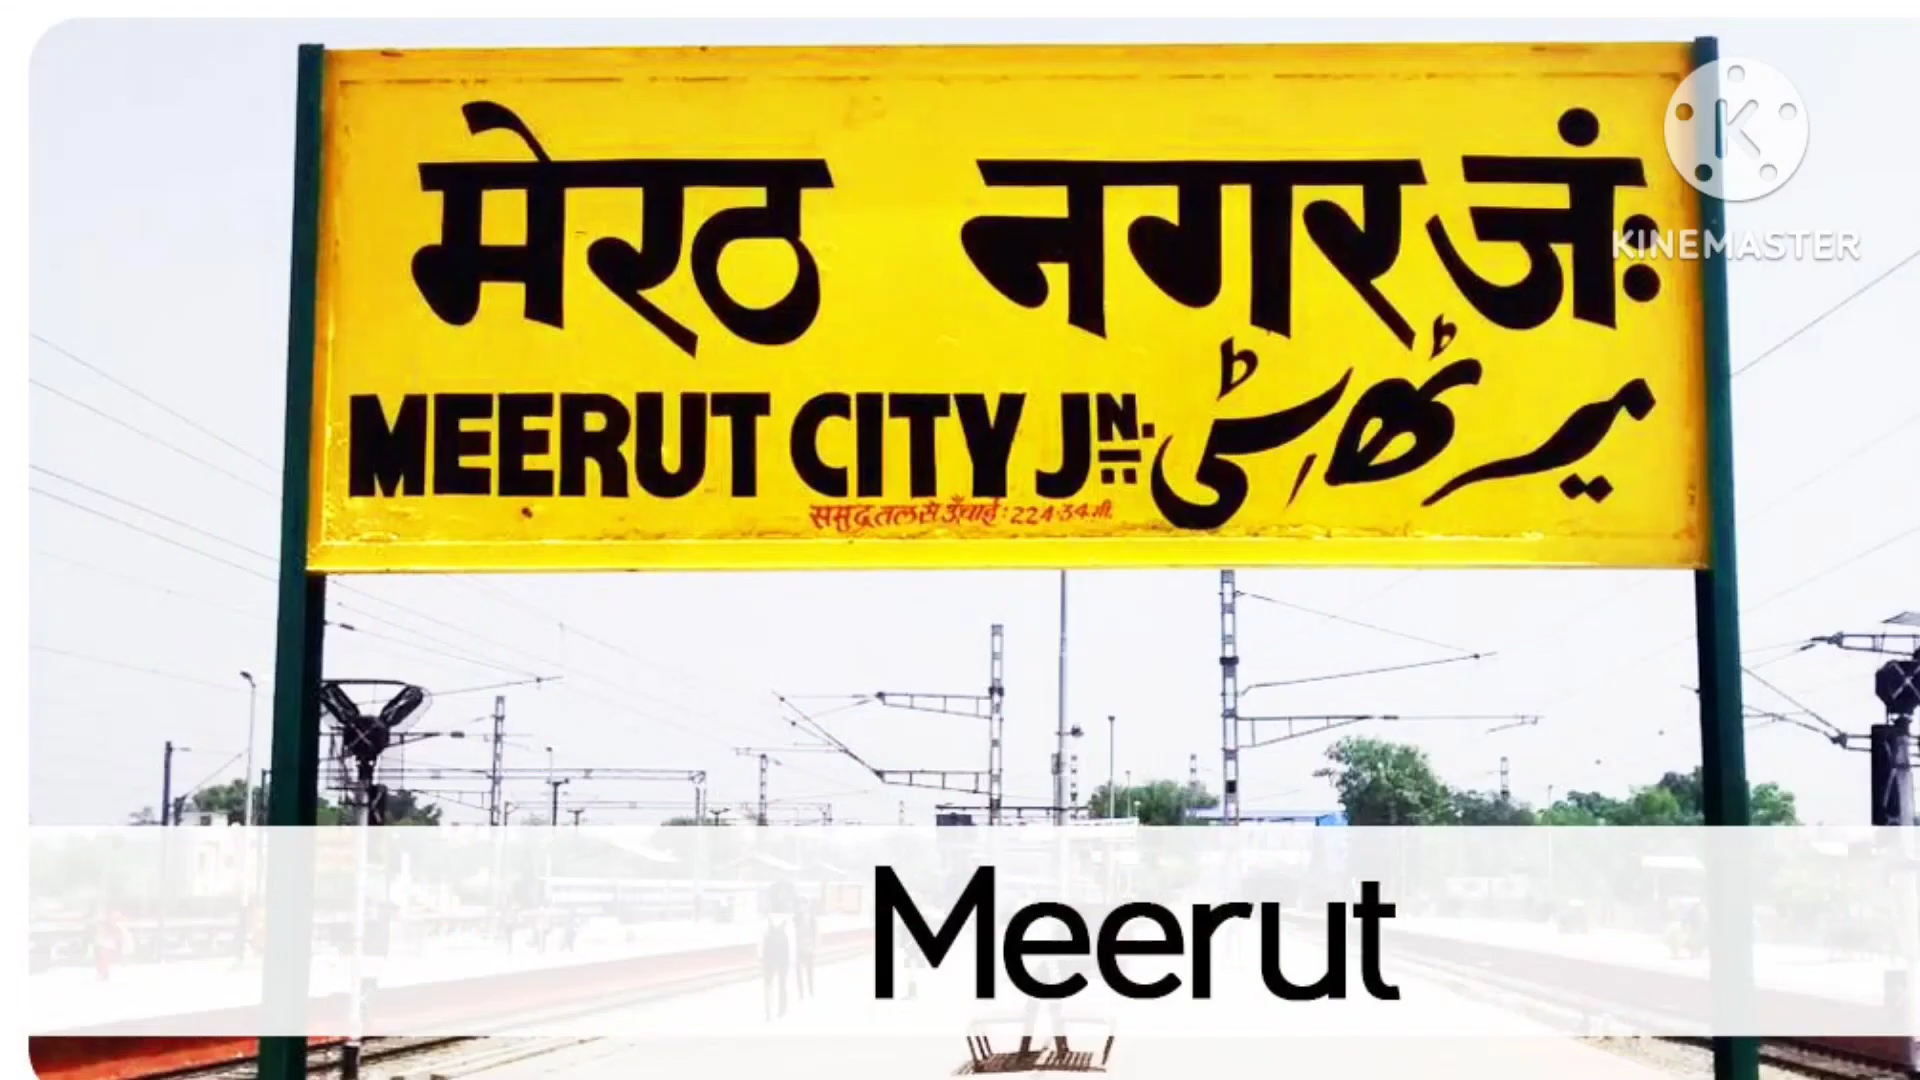 मेरठ नगर जं:
MEERUT CITY JN.
میرٹھ سٹی
समुद्र तल से ऊँचाई: 224.34 मी.
K
KINEMASTER
Meerut